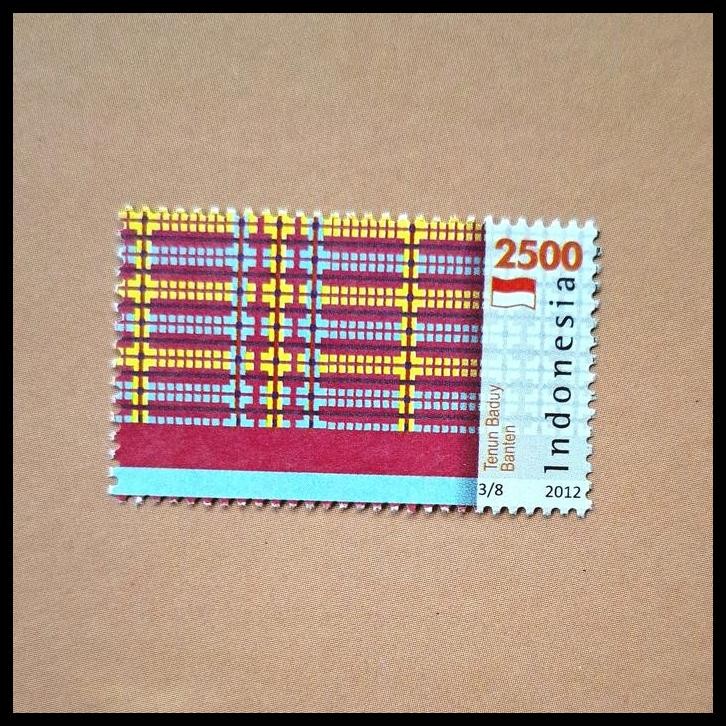 2500
Indonesia
Tenun Baduy
Banten
3/8
2012